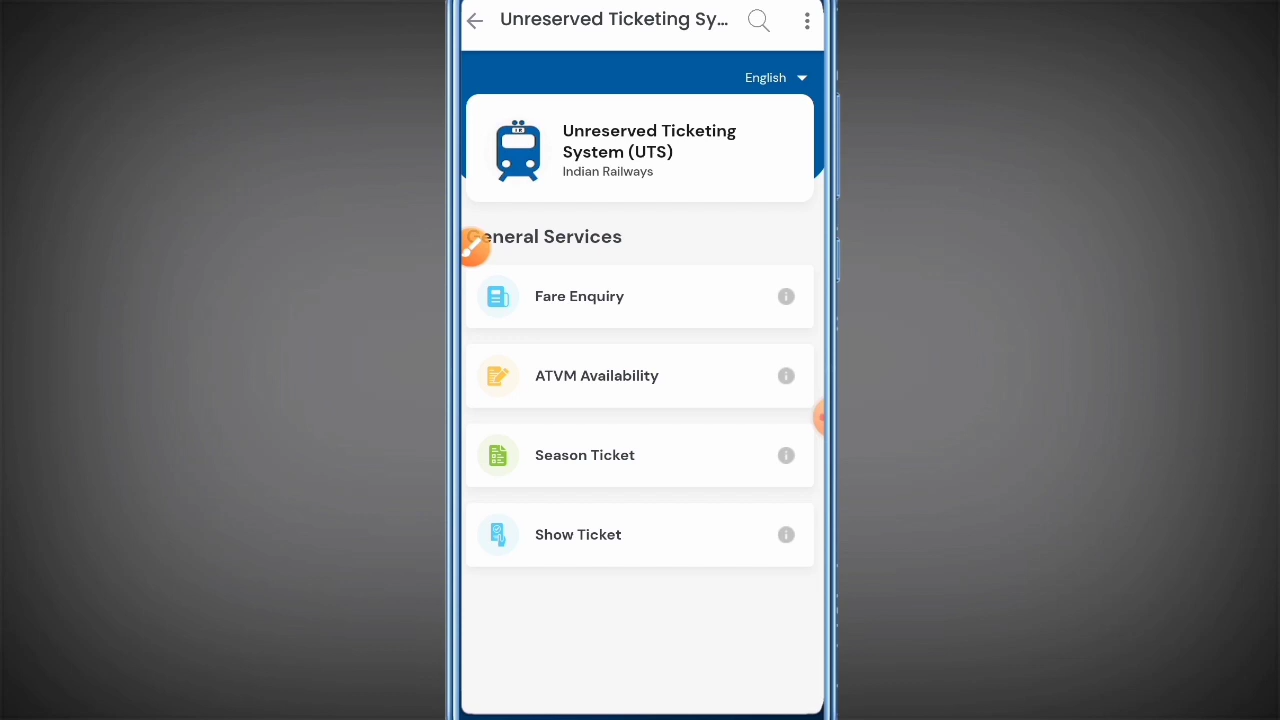 Unreserved Ticketing Sy...
English
Unreserved Ticketing
System (UTS)
Indian Railways
General Services
Fare Enquiry
ATVM Availability
Season Ticket
Show Ticket